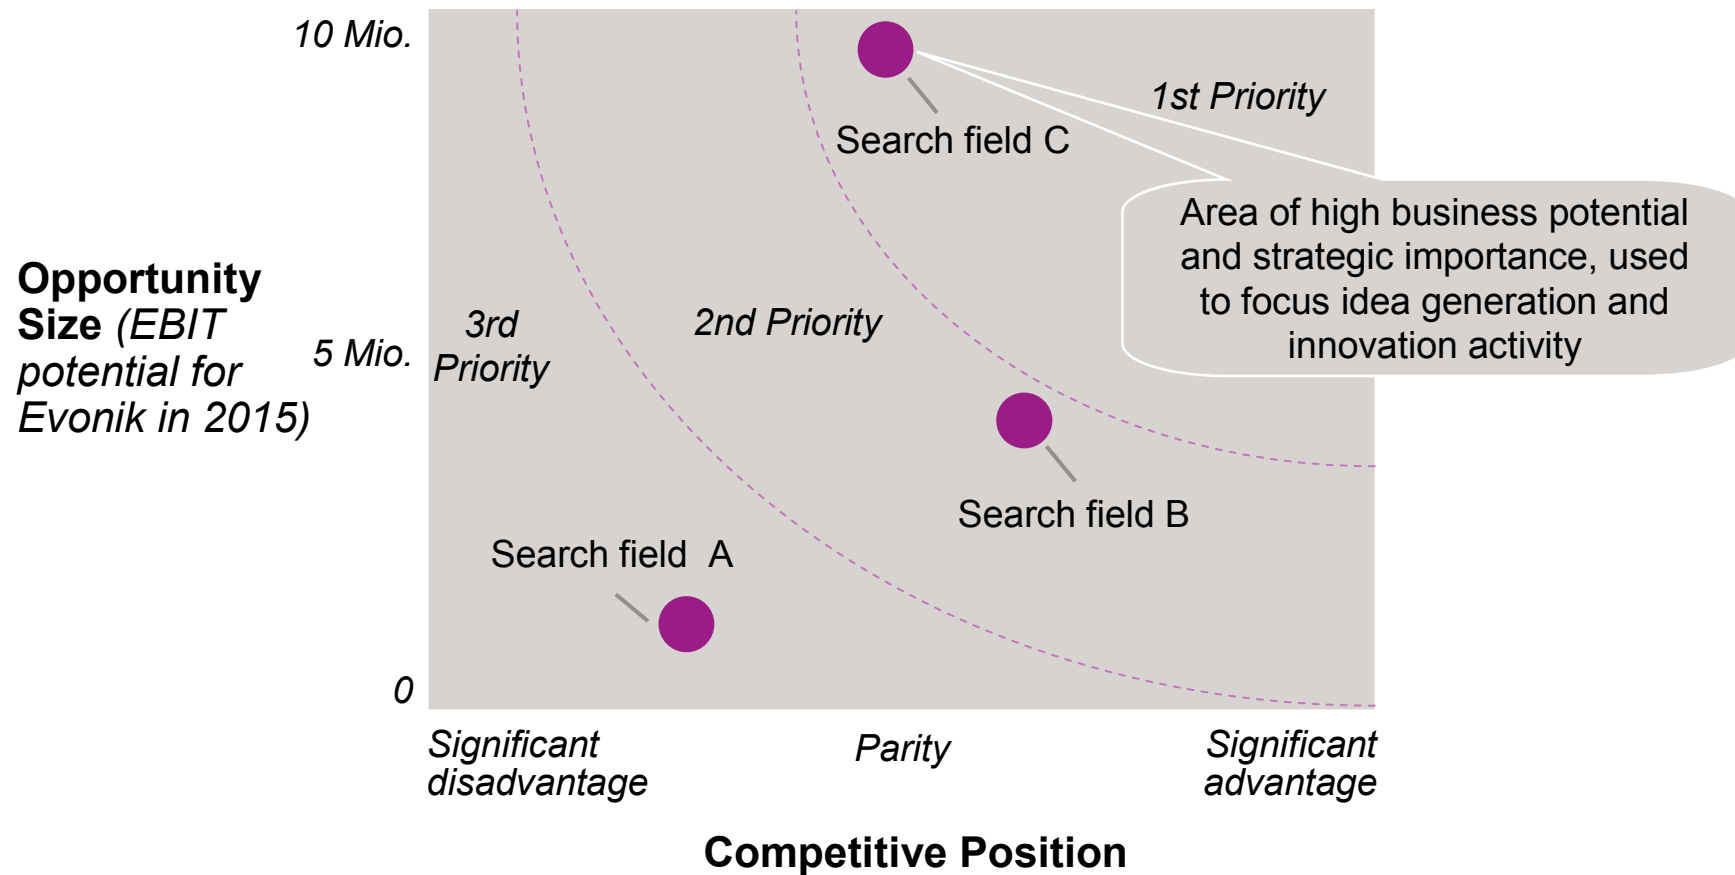 10 Mio.
1st Priority
Search field C
Area of high business potential
and strategic importance, used
to focus idea generation and
innovation activity
Opportunity
Size (EBIT
potential for
Evonik in 2015)
5 Mio.
3rd
Priority
2nd Priority
Search field B
Search field  A
0
Significant
disadvantage
Parity
Significant
advantage
Competitive Position